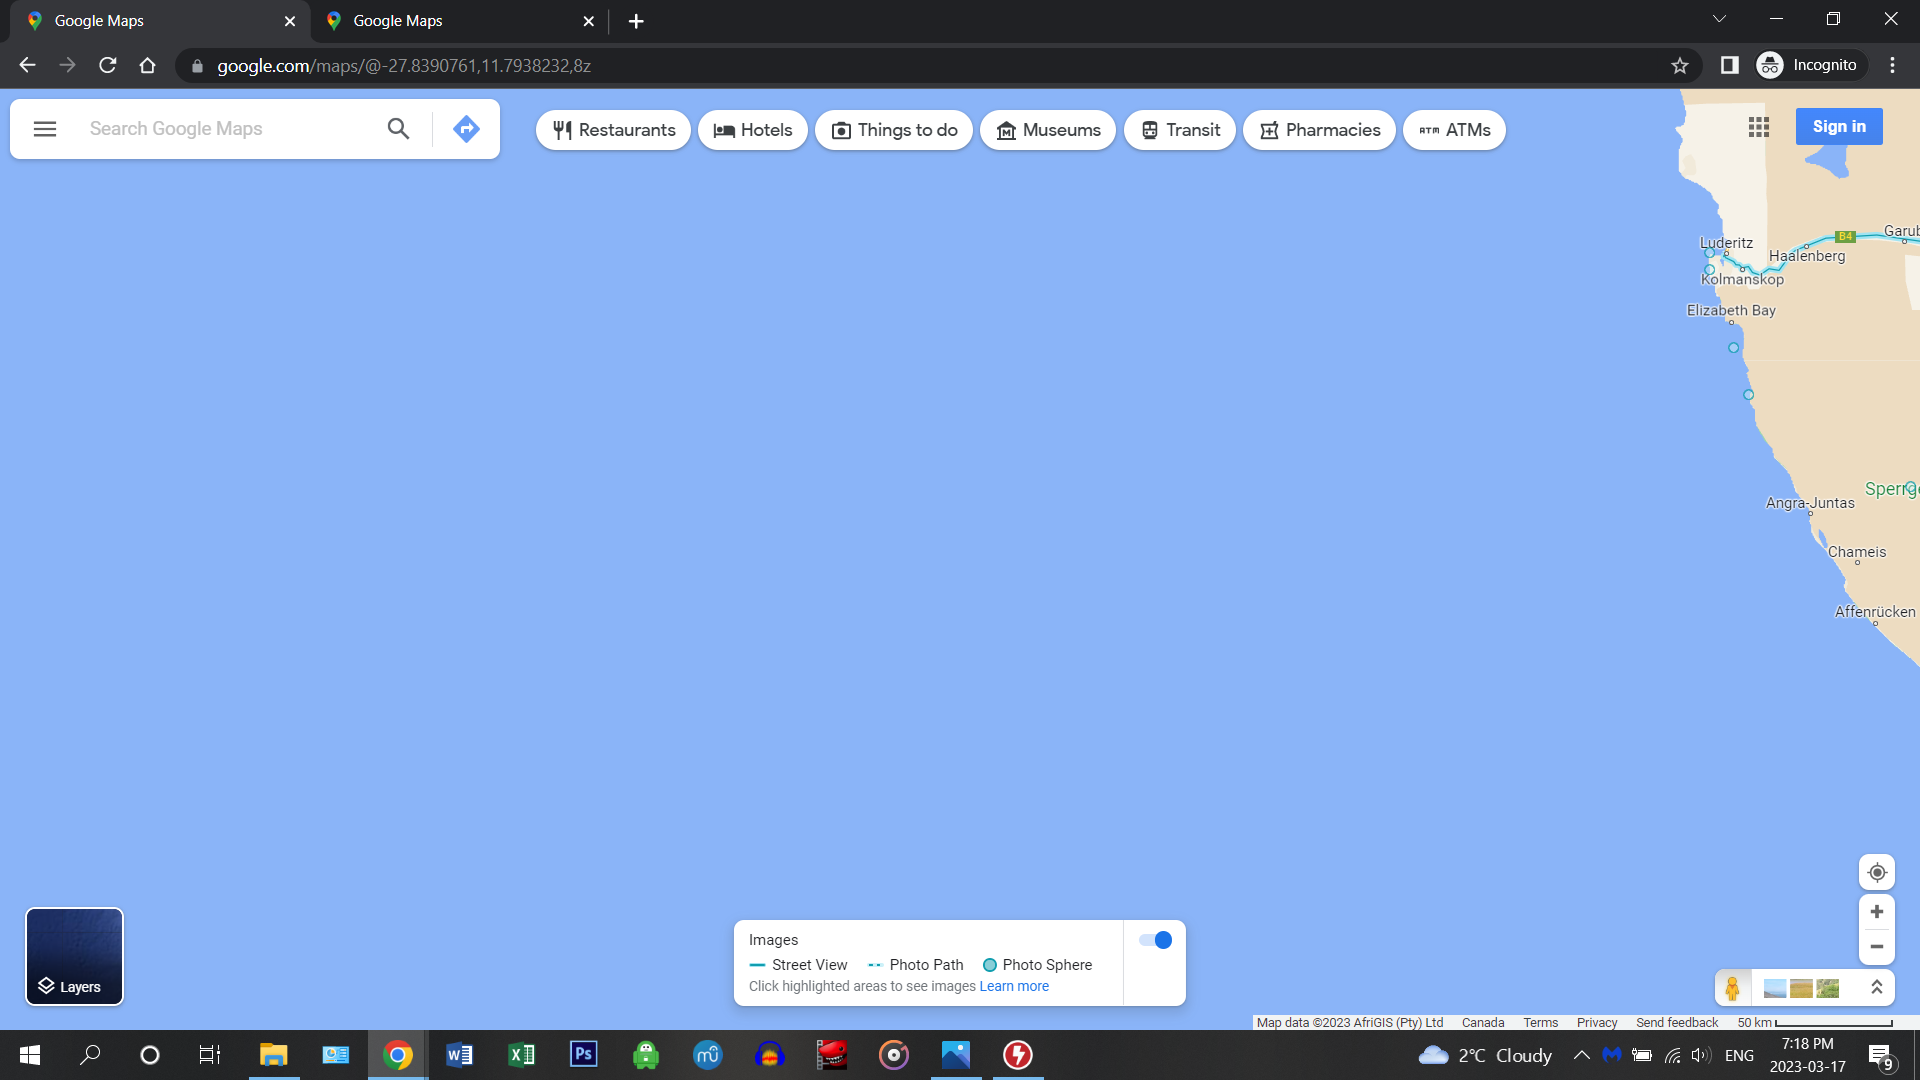 Google Maps
Google Maps
google.com/maps/@-27.8390761,11.7938232,8z
Incognito
Search Google Maps
Restaurants
Hotels
Things to do
Museums
Transit
Pharmacies
ATM ATMs
Sign in
Garub
B4
Luderitz
Haalenberg
Kolmanskop
Elizabeth Bay
Sperrge
Angra-Juntas
Chameis
Affenrücken
Layers
Images
Street View Photo Path Photo Sphere
Click highlighted areas to see images Learn more
Map data ©2023 AfriGIS (Pty) Ltd Canada Terms Privacy Send feedback 50 km
W X Ps mû
2°C Cloudy ENG
7:18 PM
2023-03-17
9